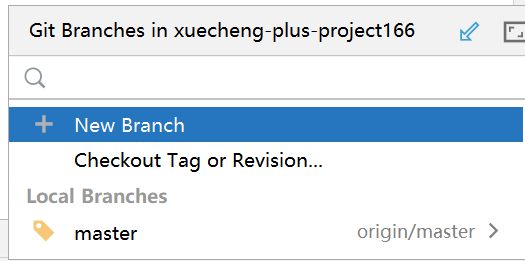 Git Branches in xuecheng-plus-project166
New Branch
Checkout Tag or Revision...
Local Branches
master origin/master